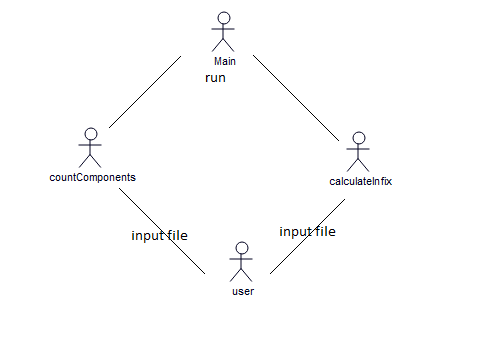 Main
run
countComponents
calculateInfix
input file
input file
user